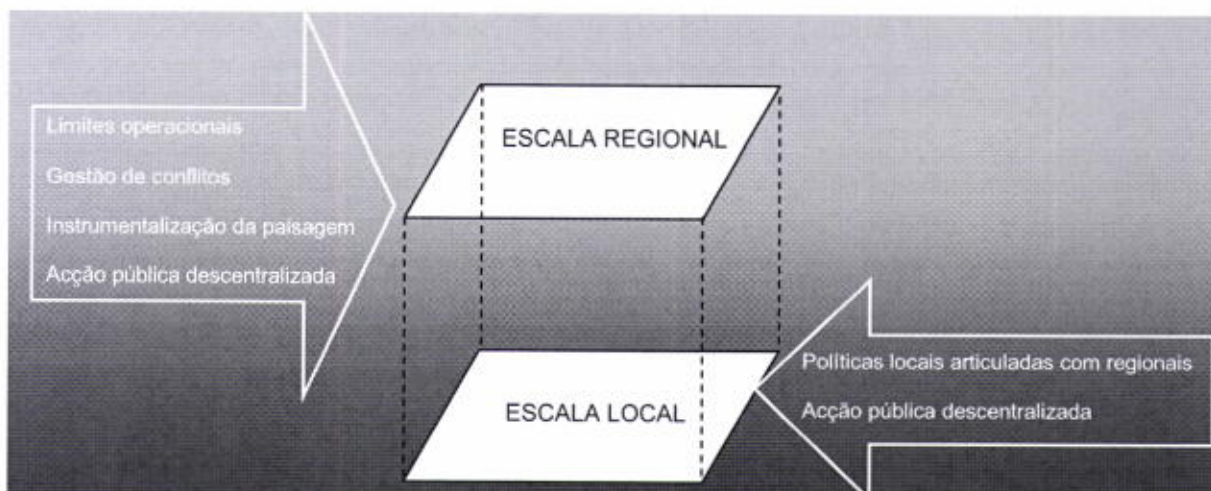 Limites operacionais
Gestão de conflitos
Instrumentalização da paisagem
Acção pública descentralizada
ESCALA REGIONAL
Políticas locais articuladas com regionais
Acção pública descentralizada
ESCALA LOCAL